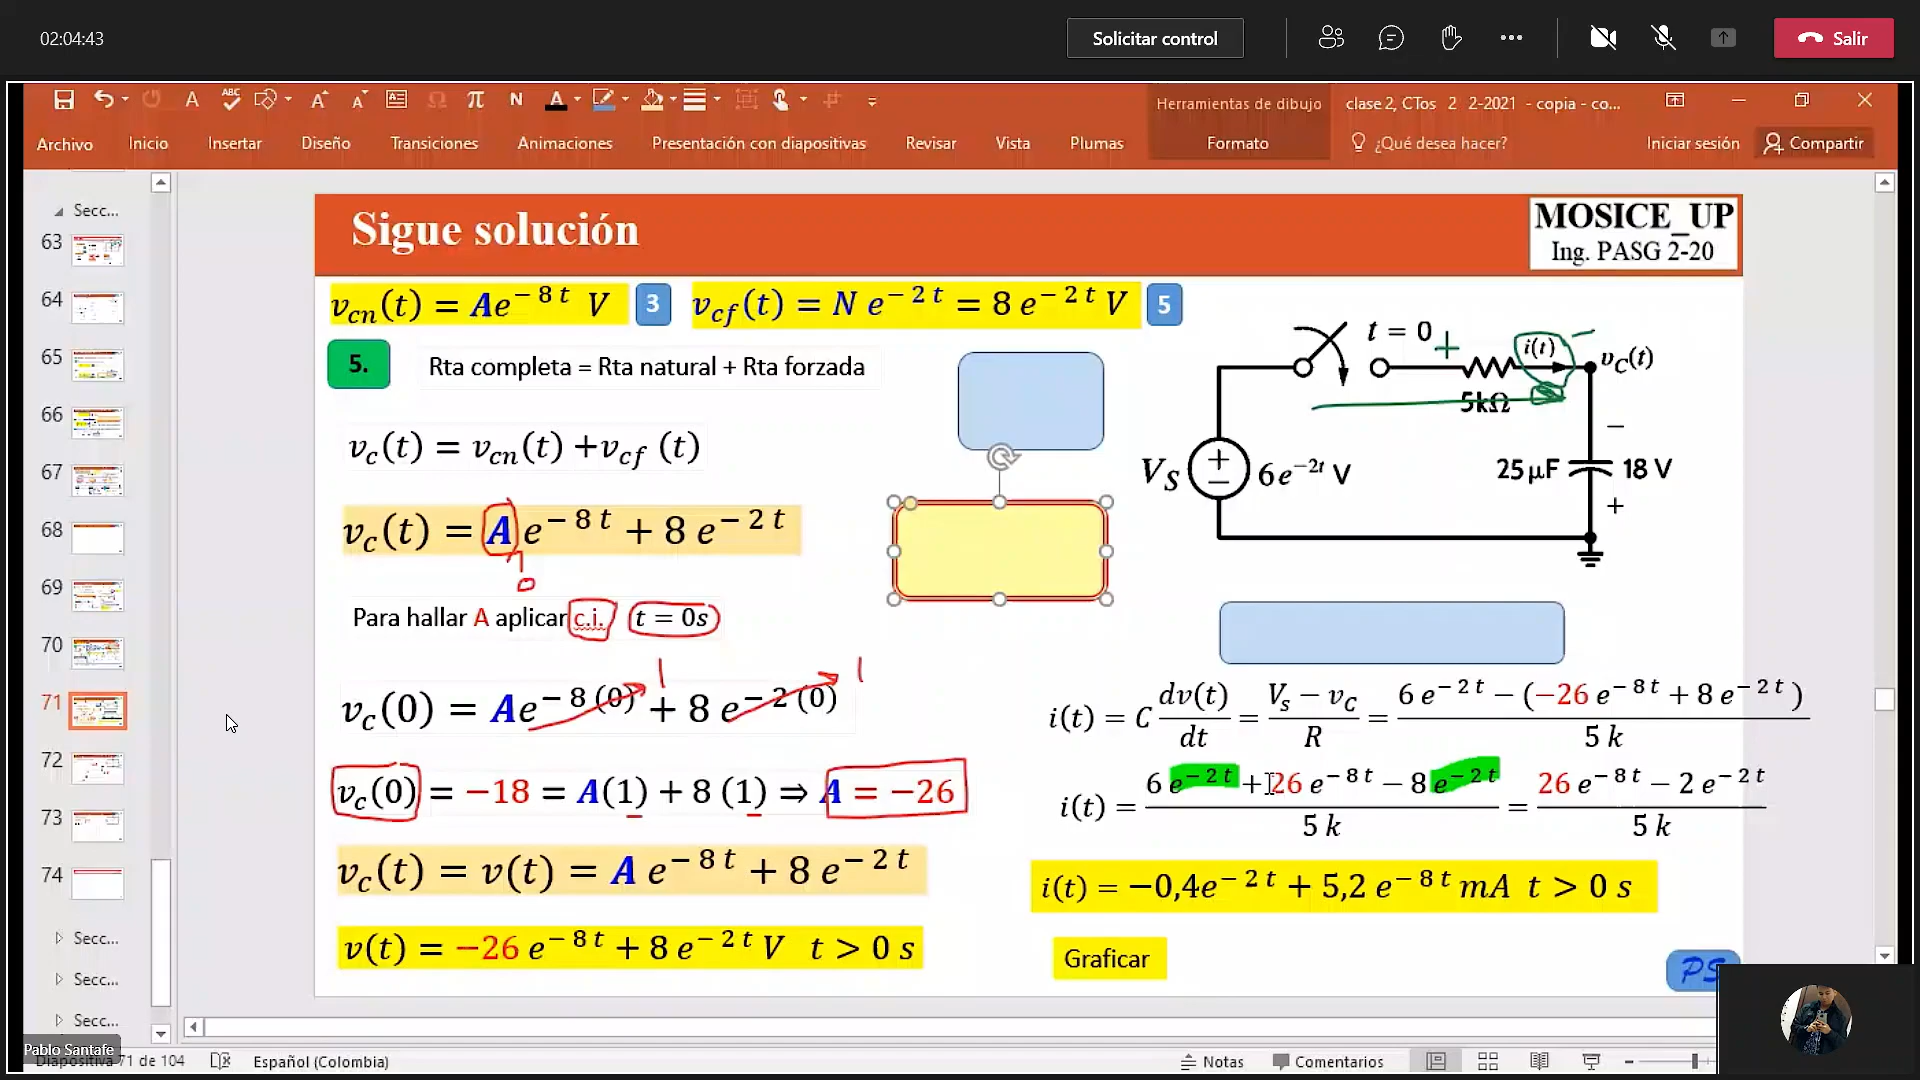 02:04:43
Solicitar control
Salir
Herramientas de dibujo
clase 2, CTos 2 2-2021 - copia - co...
Archivo
Inicio
Insertar
Diseño
Transiciones
Animaciones
Presentación con diapositivas
Revisar
Vista
Plumas
Formato
¿Qué desea hacer?
Iniciar sesión
Compartir
Secc...
63
64
65
66
67
68
69
70
71
72
73
74
Secc...
Secc...
Secc...
Sigue solución
MOSICE_UP
Ing. PASG 2-20
v_cn(t) = Ae^{-8t} V
3
v_cf(t) = N e^{-2t} = 8 e^{-2t} V
5
5.
Rta completa = Rta natural + Rta forzada
v_c(t) = v_cn(t) + v_cf(t)
v_c(t) = A e^{-8t} + 8 e^{-2t}
Para hallar A aplicar c.i. t = 0s
1
1
v_c(0) = Ae^{-8(0)} + 8 e^{-2(0)}
v_c(0) = -18 = A(1) + 8 (1) ⇒ A = -26
v_c(t) = v(t) = A e^{-8t} + 8 e^{-2t}
v(t) = -26 e^{-8t} + 8 e^{-2t} V t > 0 s
t = 0
+
i(t)
v_C(t)
5kΩ
−
V_S
+
−
6e^{-2t} V
25 µF
18 V
+
i(t) = C dv(t)/dt = (V_s − v_C)/R = (6 e^{-2t} − (−26 e^{-8t} + 8 e^{-2t}))/5 k
i(t) = (6 e^{-2t} + 26 e^{-8t} − 8 e^{-2t})/5 k = (26 e^{-8t} − 2 e^{-2t})/5 k
i(t) = −0,4e^{-2t} + 5,2 e^{-8t} mA t > 0 s
Graficar
PS
Pablo Santafe
Diapositiva 71 de 104
Español (Colombia)
Notas
Comentarios